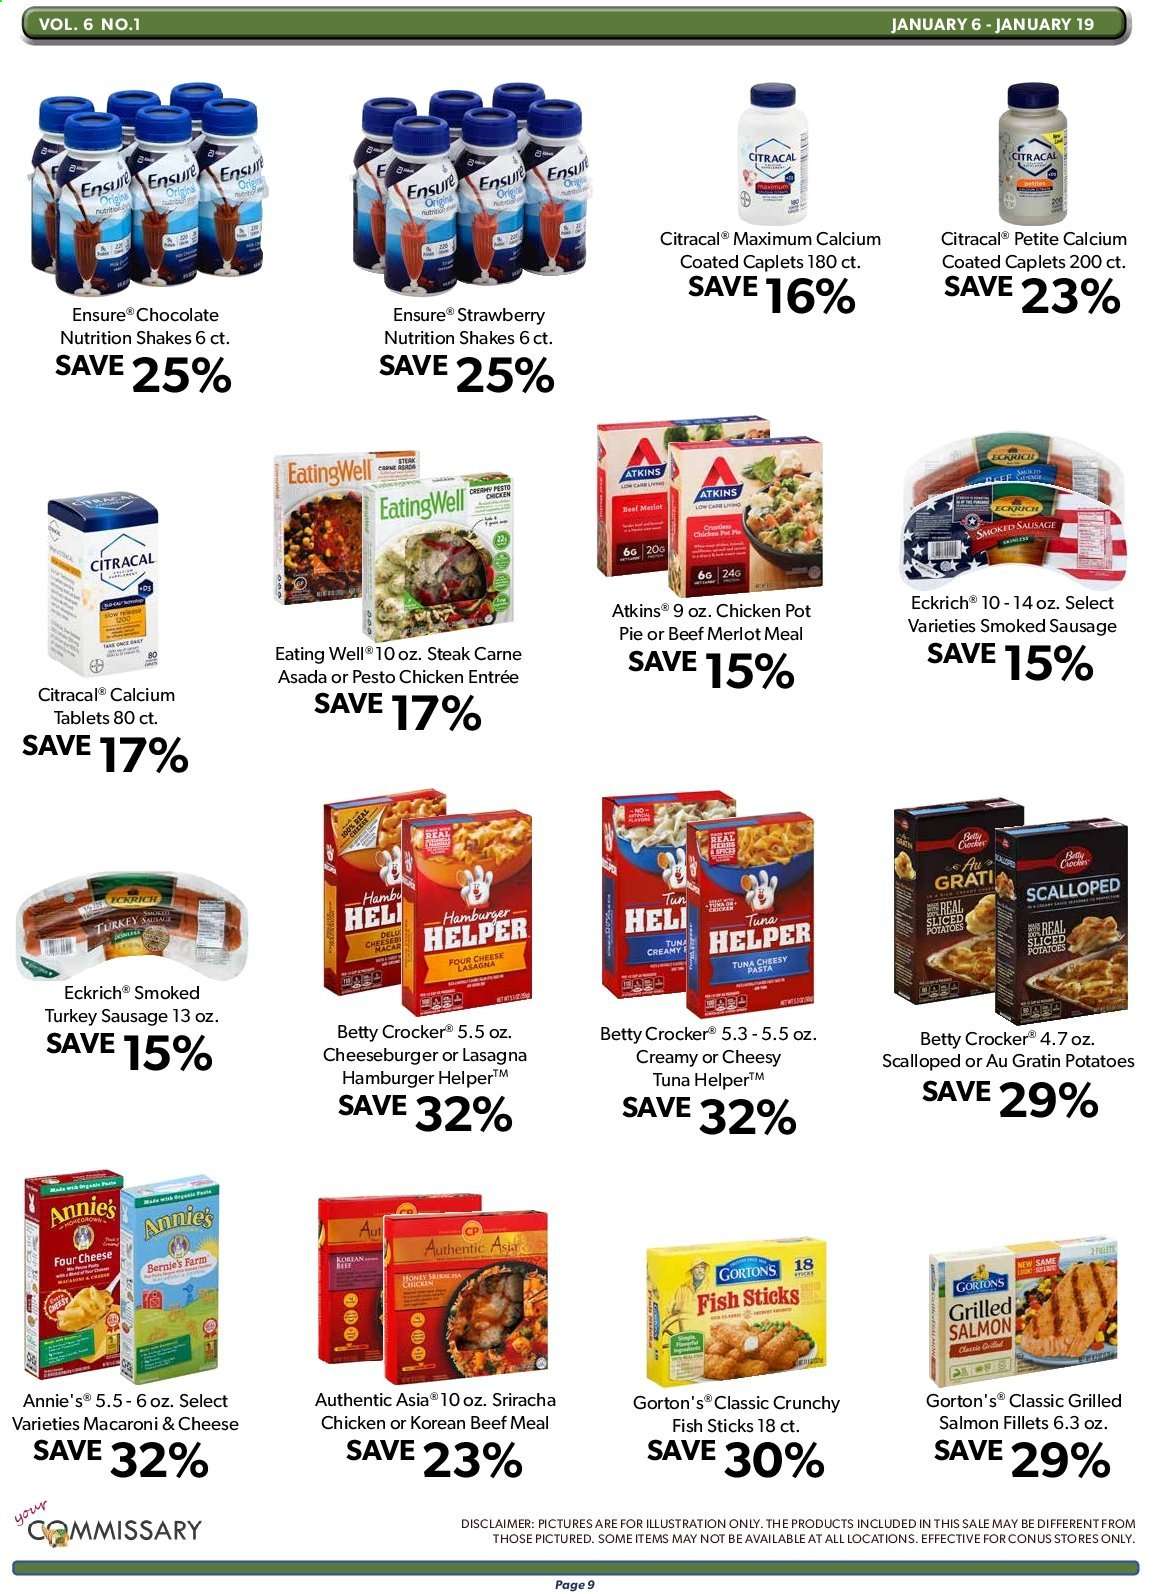 VOL. 6 NO.1
JANUARY 6 - JANUARY 19
Ensure® Chocolate
Nutrition Shakes 6 ct.
SAVE 25%
Ensure® Strawberry
Nutrition Shakes 6 ct.
SAVE 25%
Citracal® Maximum Calcium
Coated Caplets 180 ct.
SAVE 16%
Citracal® Petite Calcium
Coated Caplets 200 ct.
SAVE 23%
Citracal® Calcium
Tablets 80 ct.
SAVE 17%
Eating Well® 10 oz. Steak Carne
Asada or Pesto Chicken Entrée
SAVE 17%
Atkins® 9 oz. Chicken Pot
Pie or Beef Merlot Meal
SAVE 15%
Eckrich® 10 - 14 oz. Select
Varieties Smoked Sausage
SAVE 15%
Eckrich® Smoked
Turkey Sausage 13 oz.
SAVE 15%
Betty Crocker® 5.5 oz.
Cheeseburger or Lasagna
Hamburger Helper™
SAVE 32%
Betty Crocker® 5.3 - 5.5 oz.
Creamy or Cheesy
Tuna Helper™
SAVE 32%
Betty Crocker® 4.7 oz.
Scalloped or Au Gratin Potatoes
SAVE 29%
Annie's® 5.5 - 6 oz. Select
Varieties Macaroni & Cheese
SAVE 32%
Authentic Asia® 10 oz. Sriracha
Chicken or Korean Beef Meal
SAVE 23%
Gorton's® Classic Crunchy
Fish Sticks 18 ct.
SAVE 30%
Gorton's® Classic Grilled
Salmon Fillets 6.3 oz.
SAVE 29%
your
COMMISSARY
DISCLAIMER: PICTURES ARE FOR ILLUSTRATION ONLY. THE PRODUCTS INCLUDED IN THIS SALE MAY BE DIFFERENT FROM
THOSE PICTURED. SOME ITEMS MAY NOT BE AVAILABLE AT ALL LOCATIONS. EFFECTIVE FOR CONUS STORES ONLY.
Page 9